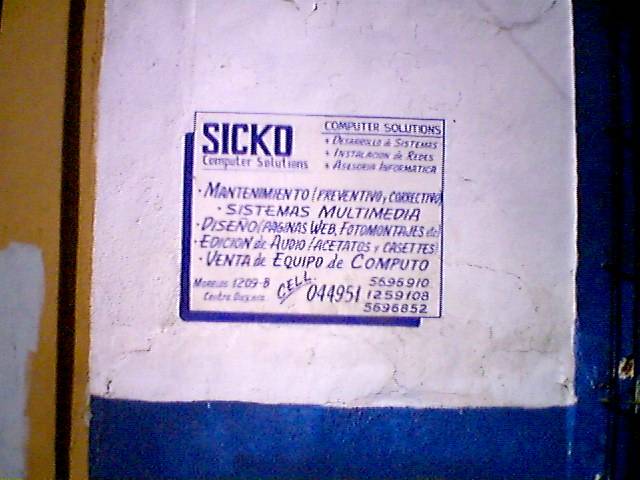 SICKO
Computer Solutions
COMPUTER SOLUTIONS
+ DESARROLLO de SISTEMAS
+ INSTALACION de REDES
+ ASESORIA INFORMATICA
· MANTENIMIENTO (PREVENTIVO y CORRECTIVO)
· SISTEMAS MULTIMEDIA
· DISEÑO (PAGINAS WEB, FOTOMONTAJES etc)
· EDICION de AUDIO (ACETATOS y CASETTES)
· VENTA de EQUIPO de COMPUTO
MORELOS 1209-B
Centro Oax,
CELL. 044951
5696910
1259108
5696852